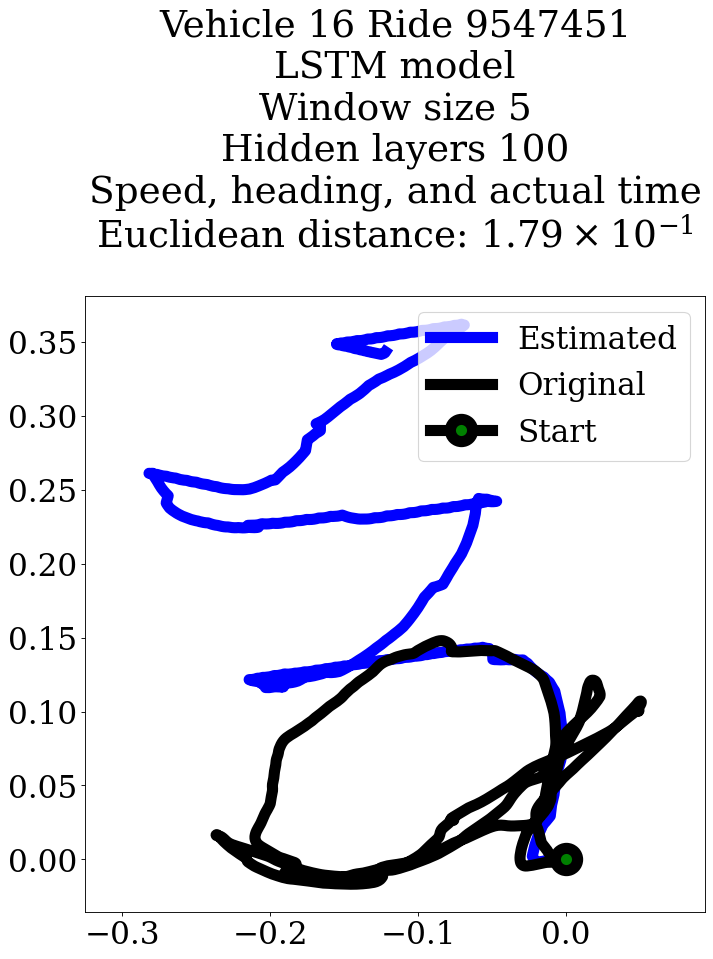 Vehicle 16 Ride 9547451
LSTM model
Window size 5
Hidden layers 100
Speed, heading, and actual time
Euclidean distance: 1.79 × 10⁻¹
Estimated
Original
Start
0.35
0.30
0.25
0.20
0.15
0.10
0.05
0.00
−0.3 −0.2 −0.1 0.0